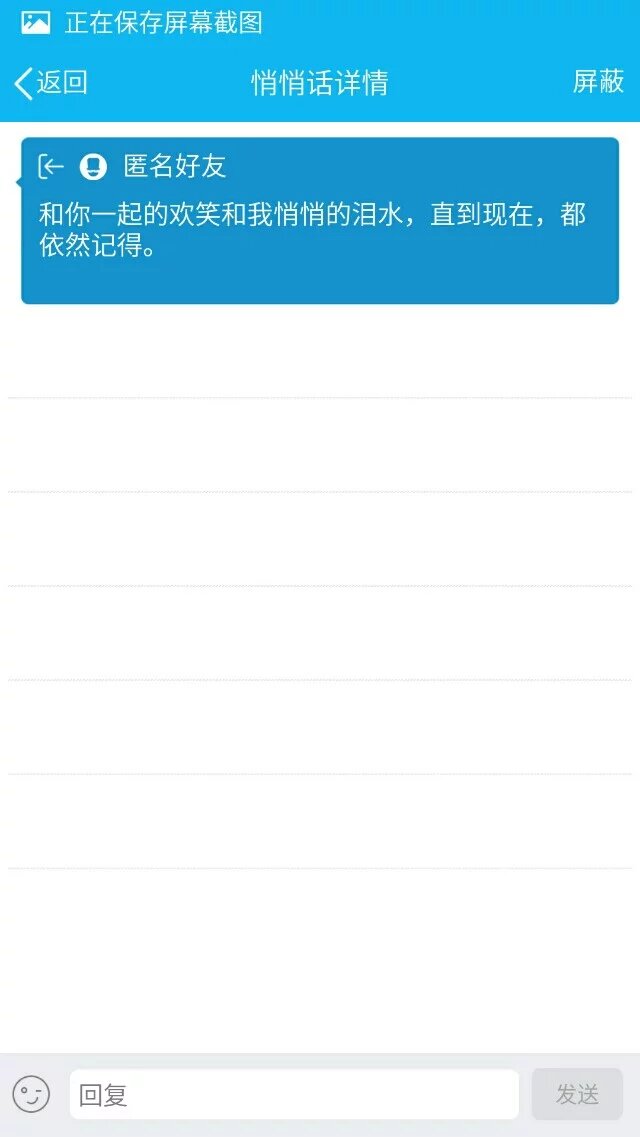 正在保存屏幕截图
返回
悄悄话详情
屏蔽
匿名好友
和你一起的欢笑和我悄悄的泪水，直到现在，都
依然记得。
回复
发送